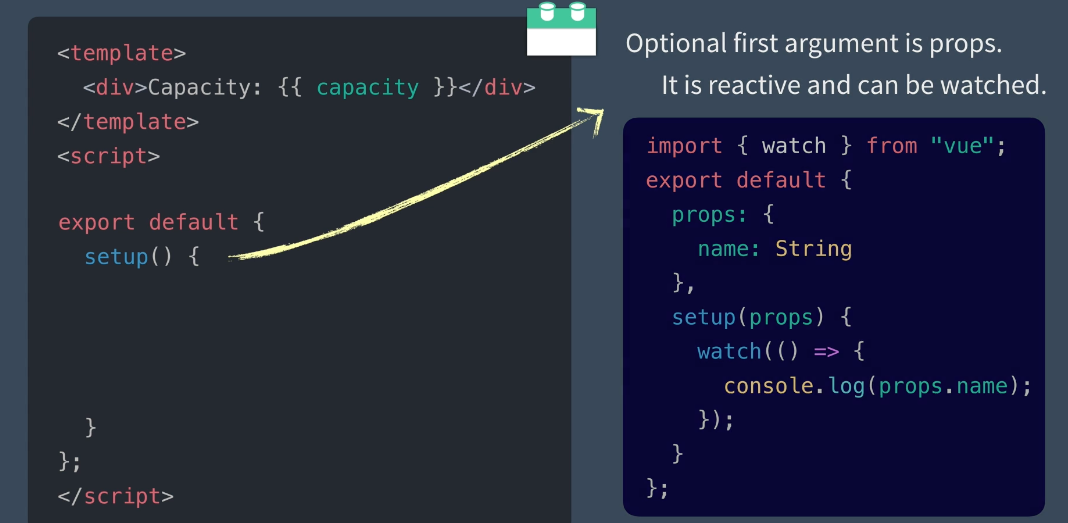 <template>
<div>Capacity: {{ capacity }}</div>
</template>
<script>
export default {
setup() {
}
};
</script>
Optional first argument is props.
It is reactive and can be watched.
import { watch } from "vue";
export default {
props: {
name: String
},
setup(props) {
watch(() => {
console.log(props.name);
});
}
};